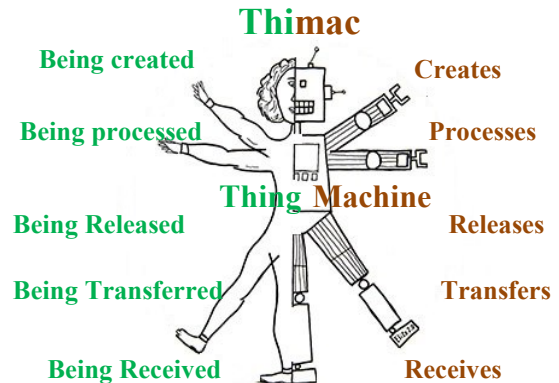 Thimac
Being created Creates
Being processed Processes
Thing Machine
Being Released Releases
Being Transferred Transfers
Being Received Receives